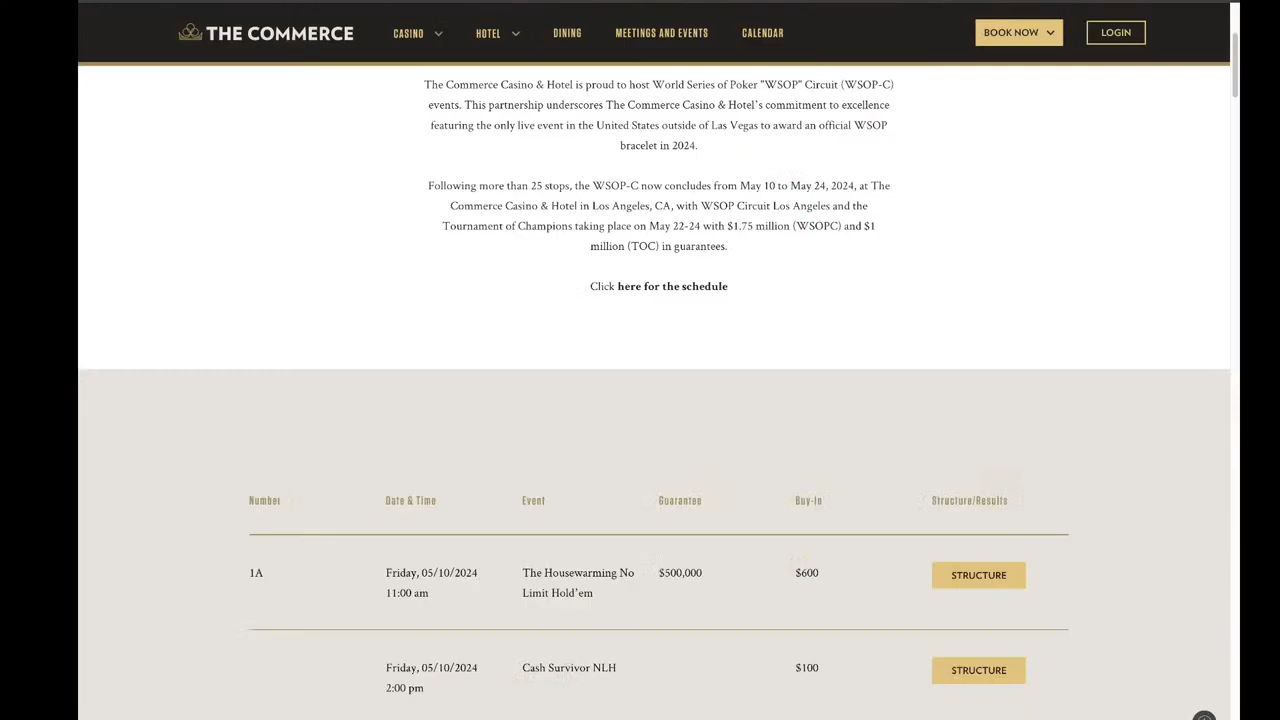 THE COMMERCE CASINO HOTEL DINING MEETINGS AND EVENTS CALENDAR BOOK NOW LOGIN
The Commerce Casino & Hotel is proud to host World Series of Poker "WSOP" Circuit (WSOP-C)
events. This partnership underscores The Commerce Casino & Hotel's commitment to excellence
featuring the only live event in the United States outside of Las Vegas to award an official WSOP
bracelet in 2024.
Following more than 25 stops, the WSOP-C now concludes from May 10 to May 24, 2024, at The
Commerce Casino & Hotel in Los Angeles, CA, with WSOP Circuit Los Angeles and the
Tournament of Champions taking place on May 22-24 with $1.75 million (WSOPC) and $1
million (TOC) in guarantees.
Click here for the schedule
Number Date & Time Event Guarantee Buy-In Structure/Results
1A Friday, 05/10/2024 The Housewarming No $500,000 $600 STRUCTURE
11:00 am Limit Hold'em
Friday, 05/10/2024 Cash Survivor NLH $100 STRUCTURE
2:00 pm